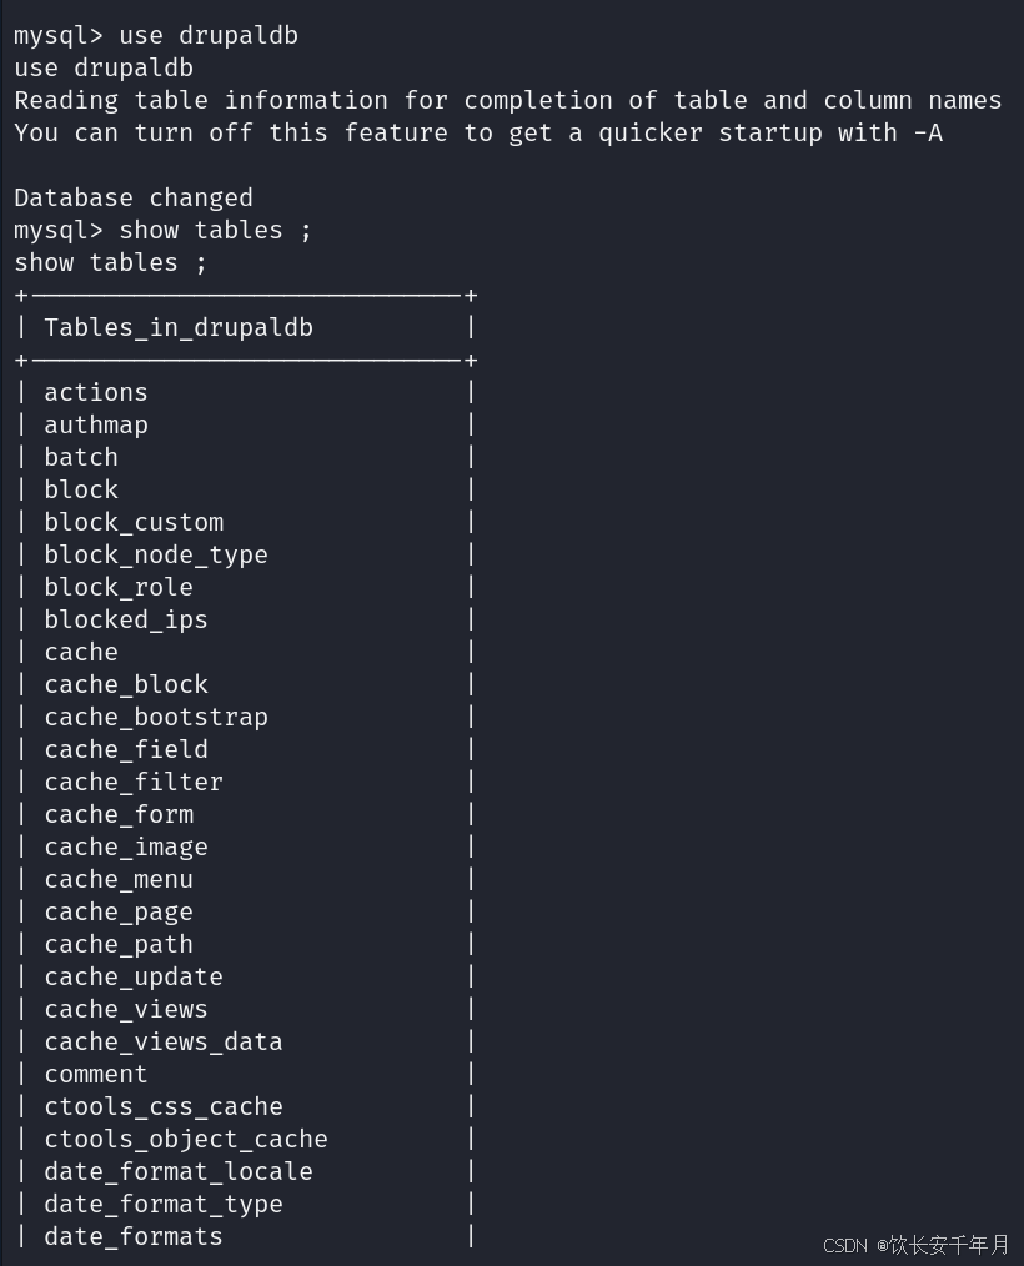 mysql> use drupaldb
use drupaldb
Reading table information for completion of table and column names
You can turn off this feature to get a quicker startup with -A
Database changed
mysql> show tables ;
show tables ;
+-----------------------------+
| Tables_in_drupaldb          |
+-----------------------------+
| actions                     |
| authmap                     |
| batch                       |
| block                       |
| block_custom                |
| block_node_type             |
| block_role                  |
| blocked_ips                 |
| cache                       |
| cache_block                 |
| cache_bootstrap             |
| cache_field                 |
| cache_filter                |
| cache_form                  |
| cache_image                 |
| cache_menu                  |
| cache_page                  |
| cache_path                  |
| cache_update                |
| cache_views                 |
| cache_views_data            |
| comment                     |
| ctools_css_cache            |
| ctools_object_cache         |
| date_format_locale          |
| date_format_type            |
| date_formats                |
CSDN @饮长安千年月